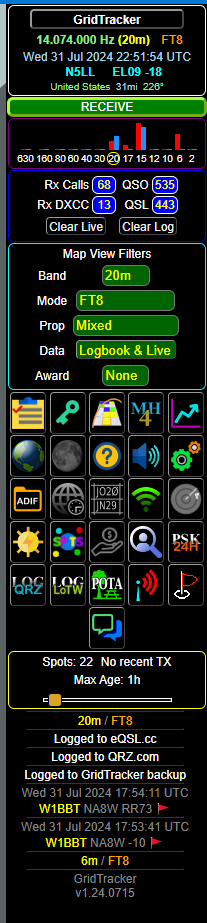 GridTracker
14.074.000 Hz (20m) FT8
Wed 31 Jul 2024 22:51:54 UTC
N5LL EL09 -18
United States 31mi 226°
RECEIVE
630 160 80 60 40 30 20 17 15 12 10 6 2
Rx Calls 68 QSO 535
Rx DXCC 13 QSL 443
Clear Live Clear Log
Map View Filters
Band 20m
Mode FT8
Prop Mixed
Data Logbook & Live
Award None
MH
4
ADIF
JO20
N29
SPOTS
PSK
24H
LOG
QRZ
LOG
LoTW
POTA
Spots: 22 No recent TX
Max Age: 1h
20m / FT8
Logged to eQSL.cc
Logged to QRZ.com
Logged to GridTracker backup
31 Jul 2024 17:54:11 UTC
W1BBT NA8W RR73
31 Jul 2024 17:53:41 UTC
W1BBT NA8W -10
6m / FT8
GridTracker
v1.24.0715